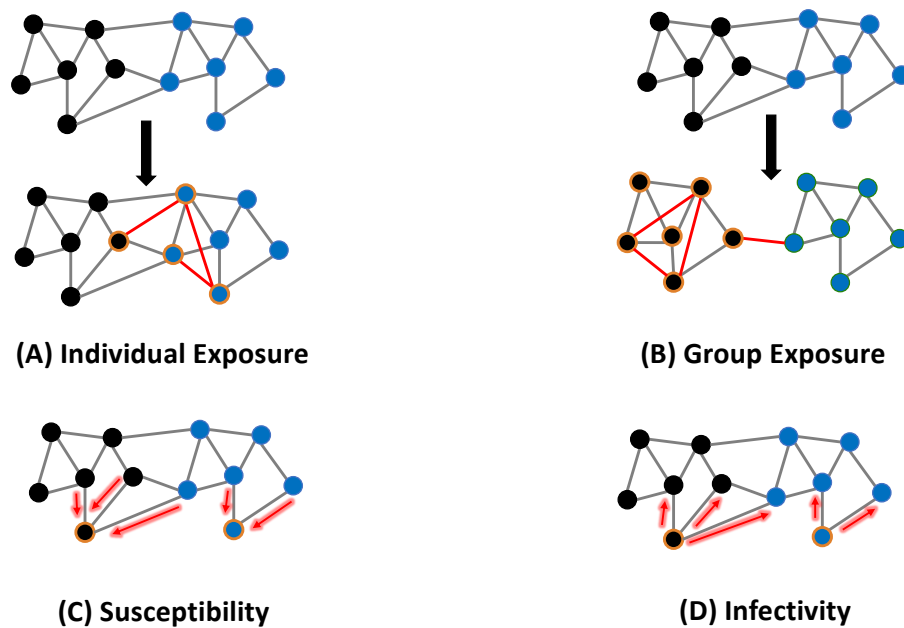 (A) Individual Exposure
(B) Group Exposure
(C) Susceptibility
(D) Infectivity